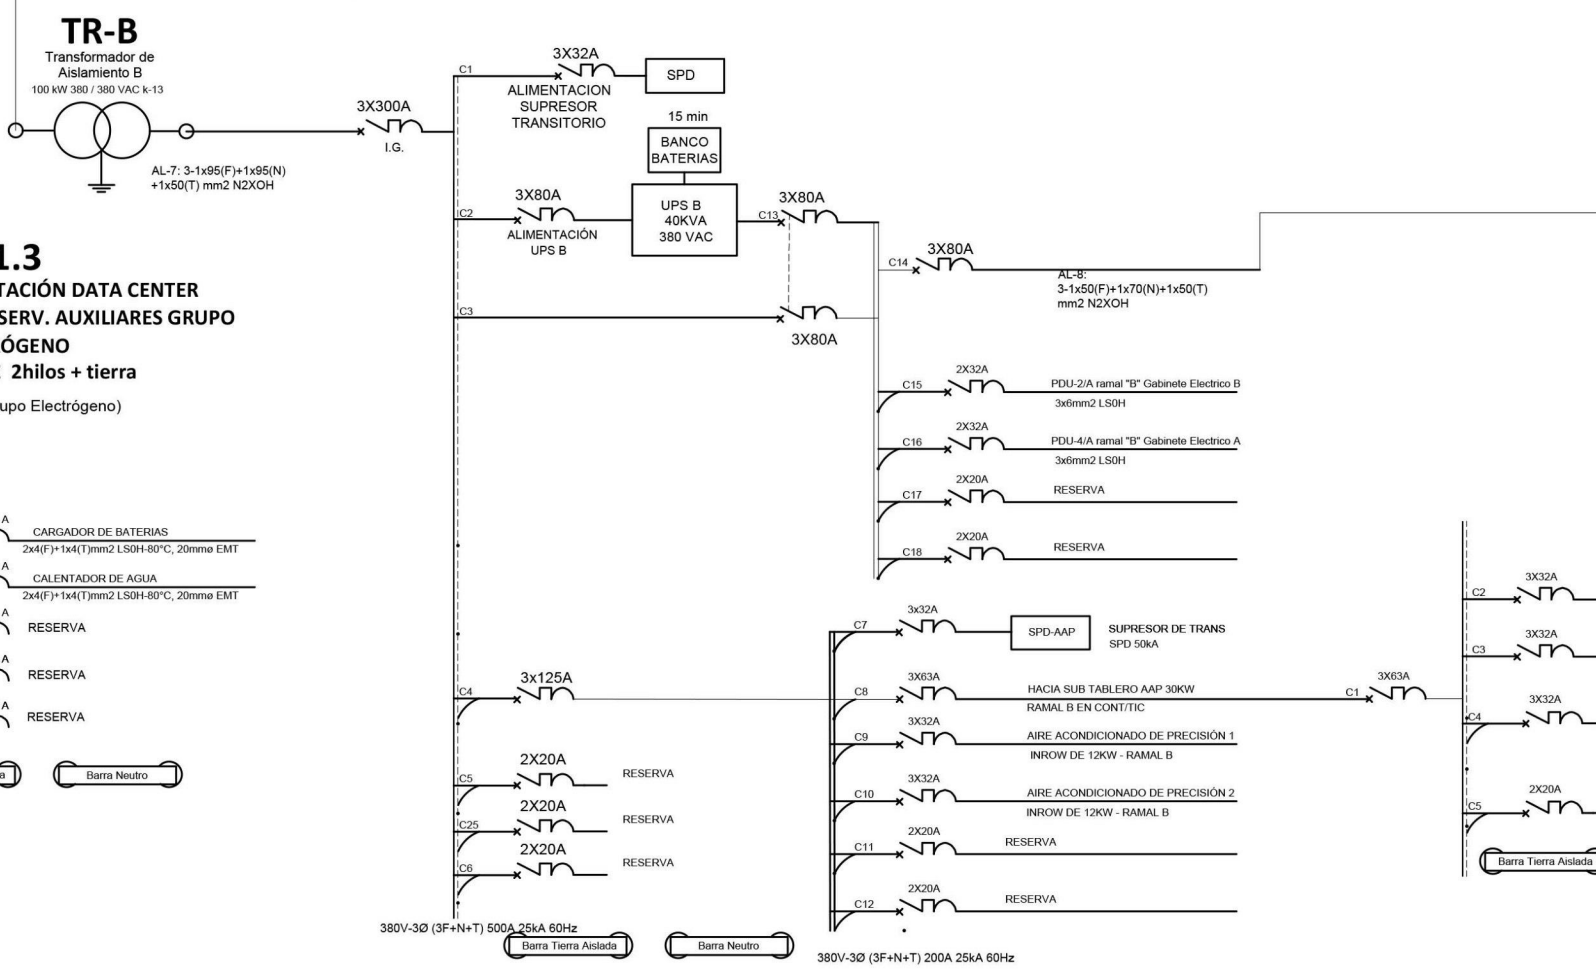 TR-B
Transformador de
Aislamiento B
100 kW 380 / 380 VAC k-13
AL-7: 3-1x95(F)+1x95(N)
+1x50(T) mm2 N2XOH
3X300A
I.G.
1.3
TACIÓN DATA CENTER
SERV. AUXILIARES GRUPO
ÓGENO
2hilos + tierra
upo Electrógeno)
A
CARGADOR DE BATERIAS
2x4(F)+1x4(T)mm2 LS0H-80°C, 20mmø EMT
A
CALENTADOR DE AGUA
2x4(F)+1x4(T)mm2 LS0H-80°C, 20mmø EMT
A
RESERVA
A
RESERVA
A
RESERVA
a
Barra Neutro
C1
3X32A
SPD
ALIMENTACION
SUPRESOR
TRANSITORIO
15 min
BANCO
BATERIAS
C2
3X80A
ALIMENTACIÓN
UPS B
UPS B
40KVA
380 VAC
C13
3X80A
C3
3X80A
C14
3X80A
AL-8:
3-1x50(F)+1x70(N)+1x50(T)
mm2 N2XOH
C15
2X32A
PDU-2/A ramal "B" Gabinete Electrico B
3x6mm2 LS0H
C16
2X32A
PDU-4/A ramal "B" Gabinete Electrico A
3x6mm2 LS0H
C17
2X20A
RESERVA
C18
2X20A
RESERVA
C4
3x125A
C5
2X20A
RESERVA
C25
2X20A
RESERVA
C6
2X20A
RESERVA
380V-3Ø (3F+N+T) 500A 25kA 60Hz
Barra Tierra Aislada
Barra Neutro
C7
3x32A
SPD-AAP
SUPRESOR DE TRANS
SPD 50kA
C8
3X63A
HACIA SUB TABLERO AAP 30KW
RAMAL B EN CONT/TIC
C9
3X32A
AIRE ACONDICIONADO DE PRECISIÓN 1
INROW DE 12KW - RAMAL B
C10
3X32A
AIRE ACONDICIONADO DE PRECISIÓN 2
INROW DE 12KW - RAMAL B
C11
2X20A
RESERVA
C12
2X20A
RESERVA
380V-3Ø (3F+N+T) 200A 25kA 60Hz
C1
3X63A
C2
3X32A
C3
3X32A
C4
3X32A
C5
2X20A
Barra Tierra Aislada